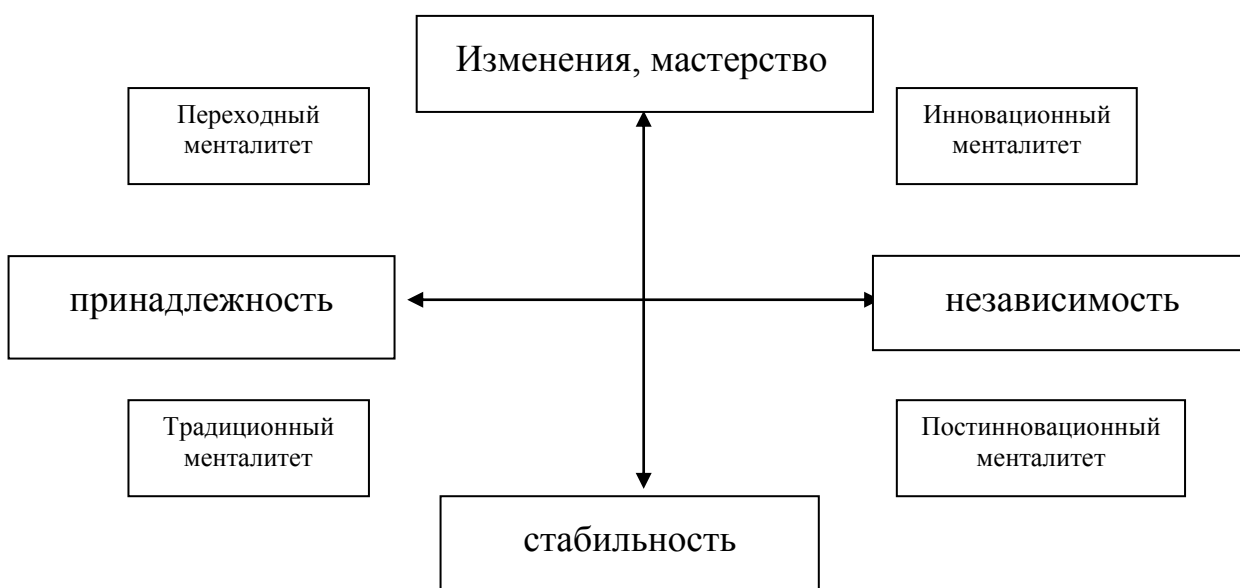 Изменения, мастерство
Переходный
менталитет
Инновационный
менталитет
принадлежность
независимость
Традиционный
менталитет
Постинновационный
менталитет
стабильность